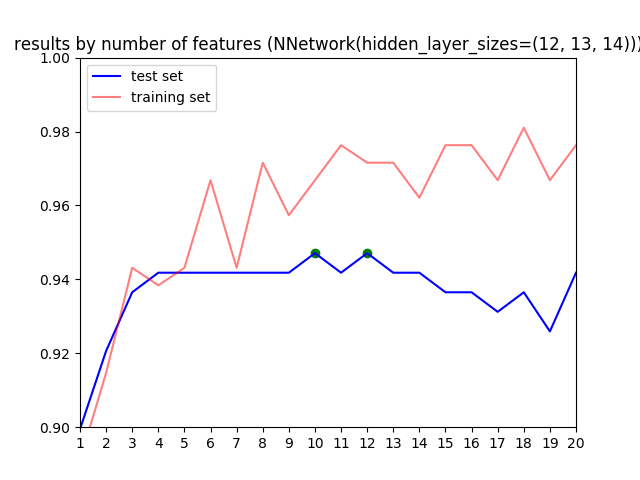 results by number of features (NNetwork(hidden_layer_sizes=(12, 13, 14)))
1.00
test set
training set
0.98
0.96
0.94
0.92
0.90
1 2 3 4 5 6 7 8 9 10 11 12 13 14 15 16 17 18 19 20